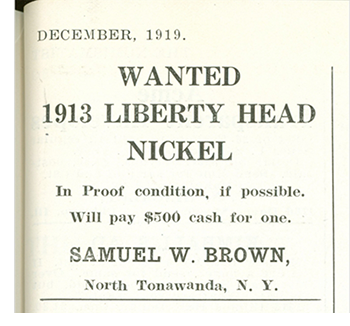 DECEMBER, 1919.
WANTED
1913 LIBERTY HEAD
NICKEL
In Proof condition, if possible.
Will pay $500 cash for one.
SAMUEL W. BROWN,
North Tonawanda, N. Y.